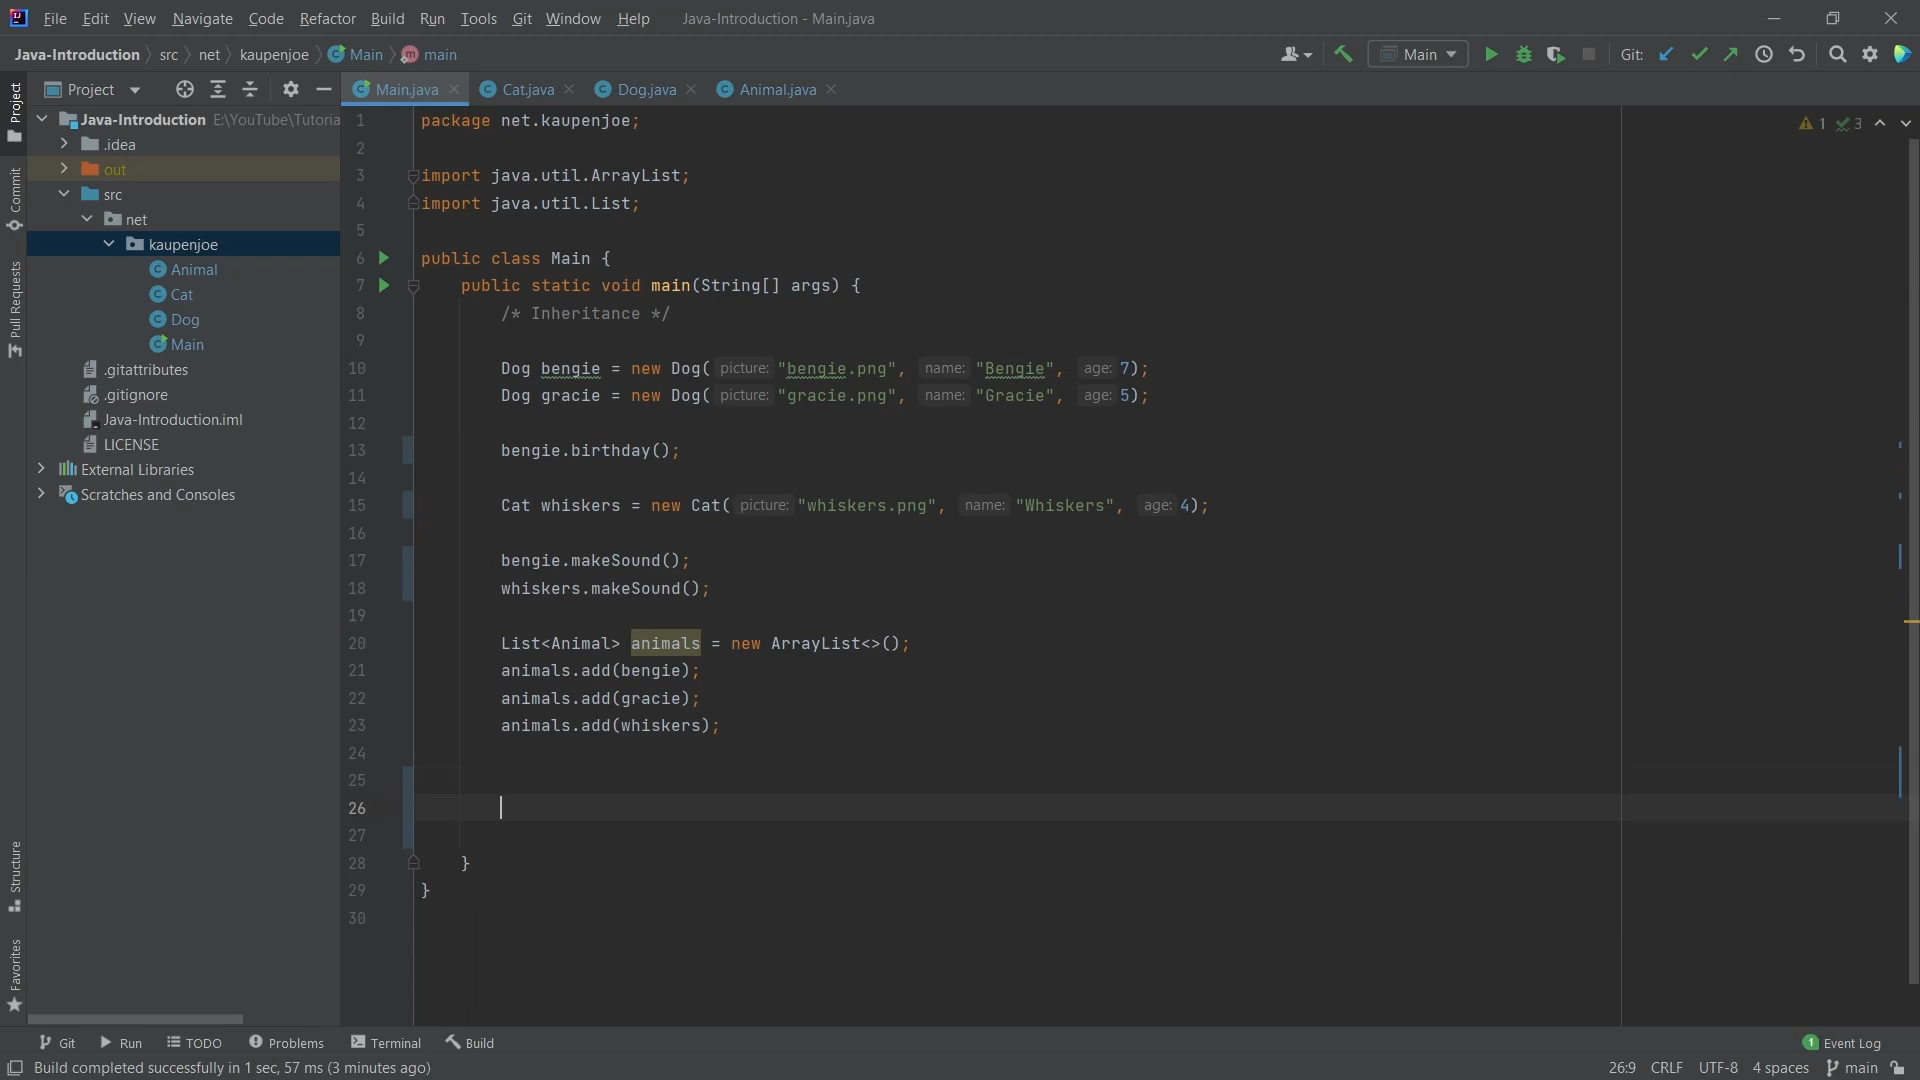 File Edit View Navigate Code Refactor Build Run Tools Git Window Help Java-Introduction - Main.java
Java-Introduction src net kaupenjoe Main main Main Git:
Project Main.java Cat.java Dog.java Animal.java
Project
Commit
Pull Requests
Structure
Favorites
Java-Introduction E:\YouTube\Tutoria
.idea
out
src
net
kaupenjoe
Animal
Cat
Dog
Main
.gitattributes
.gitignore
Java-Introduction.iml
LICENSE
External Libraries
Scratches and Consoles
1 package net.kaupenjoe;
2
3 import java.util.ArrayList;
4 import java.util.List;
5
6 public class Main {
7 public static void main(String[] args) {
8 /* Inheritance */
9
10 Dog bengie = new Dog( picture: "bengie.png", name: "Bengie", age: 7);
11 Dog gracie = new Dog( picture: "gracie.png", name: "Gracie", age: 5);
12
13 bengie.birthday();
14
15 Cat whiskers = new Cat( picture: "whiskers.png", name: "Whiskers", age: 4);
16
17 bengie.makeSound();
18 whiskers.makeSound();
19
20 List<Animal> animals = new ArrayList<>();
21 animals.add(bengie);
22 animals.add(gracie);
23 animals.add(whiskers);
24
25
26
27
28 }
29 }
30
1 3
Git Run TODO Problems Terminal Build 1 Event Log
Build completed successfully in 1 sec, 57 ms (3 minutes ago) 26:9 CRLF UTF-8 4 spaces main